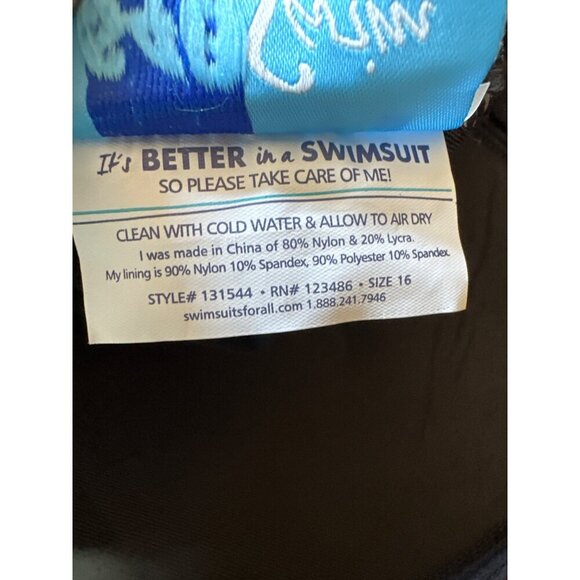 It's BETTER in a SWIMSUIT
SO PLEASE TAKE CARE OF ME!
CLEAN WITH COLD WATER & ALLOW TO AIR DRY
I was made in China of 80% Nylon & 20% Lycra.
My lining is 90% Nylon 10% Spandex, 90% Polyester 10% Spandex.
STYLE# 131544 • RN# 123486 • SIZE 16
swimsuitsforall.com 1.888.241.7946